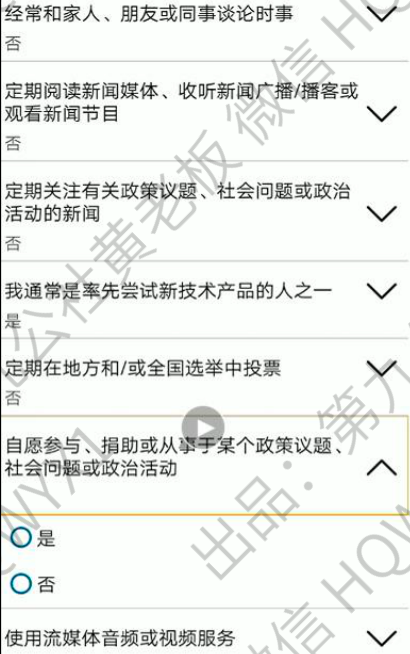 经常和家人、朋友或同事谈论时事
否
定期阅读新闻媒体、收听新闻广播/播客或
观看新闻节目
否
定期关注有关政策议题、社会问题或政治
活动的新闻
否
我通常是率先尝试新技术产品的人之一
是
定期在地方和/或全国选举中投票
否
自愿参与、捐助或从事于某个政策议题、
社会问题或政治活动
是
否
使用流媒体音频或视频服务
公社黄老板 微信 HQ
出品：第九
微信 HQW